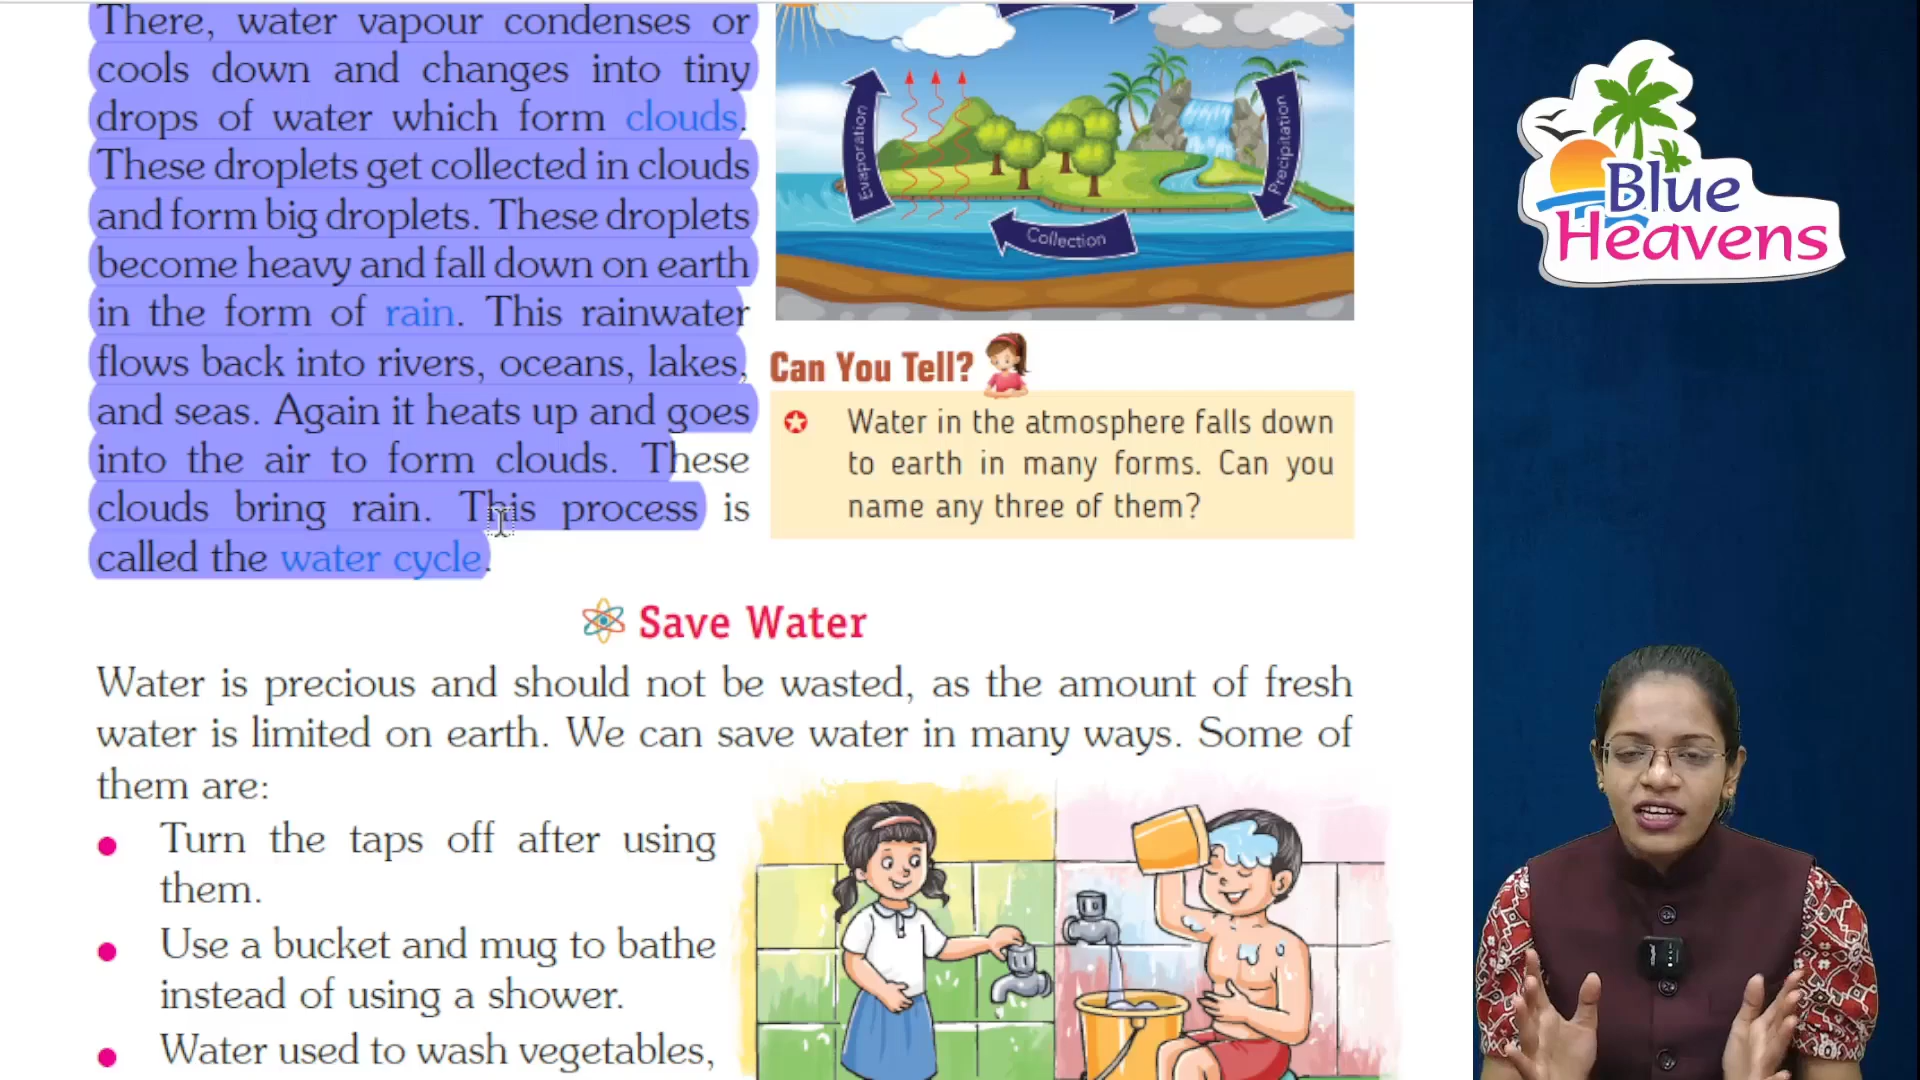 There, water vapour condenses or
cools down and changes into tiny
drops of water which form clouds.
These droplets get collected in clouds
and form big droplets. These droplets
become heavy and fall down on earth
in the form of rain. This rainwater
flows back into rivers, oceans, lakes,
and seas. Again it heats up and goes
into the air to form clouds. These
clouds bring rain. This process is
called the water cycle.
Evaporation
Precipitation
Collection
Can You Tell?
Water in the atmosphere falls down
to earth in many forms. Can you
name any three of them?
Save Water
Water is precious and should not be wasted, as the amount of fresh
water is limited on earth. We can save water in many ways. Some of
them are:
Turn the taps off after using
them.
Use a bucket and mug to bathe
instead of using a shower.
Water used to wash vegetables,
Blue
Heavens